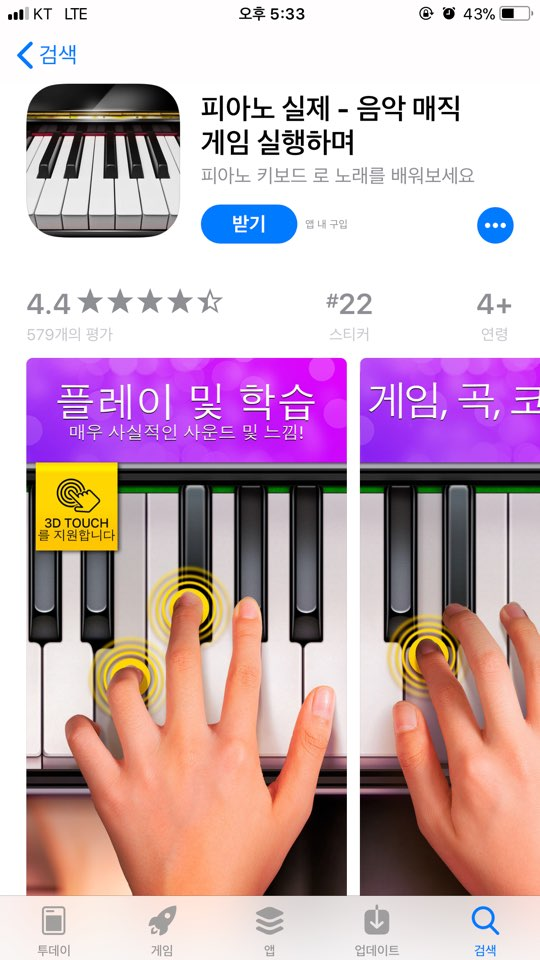 KT LTE 오후 5:33 43%
검색
피아노 실제 - 음악 매직
게임 실행하며
피아노 키보드 로 노래를 배워보세요
받기 앱 내 구입
4.4 #22 4+
579개의 평가 스티커 연령
플레이 및 학습
매우 사실적인 사운드 및 느낌!
3D TOUCH
를 지원합니다
게임, 곡, 코
투데이 게임 앱 업데이트 검색